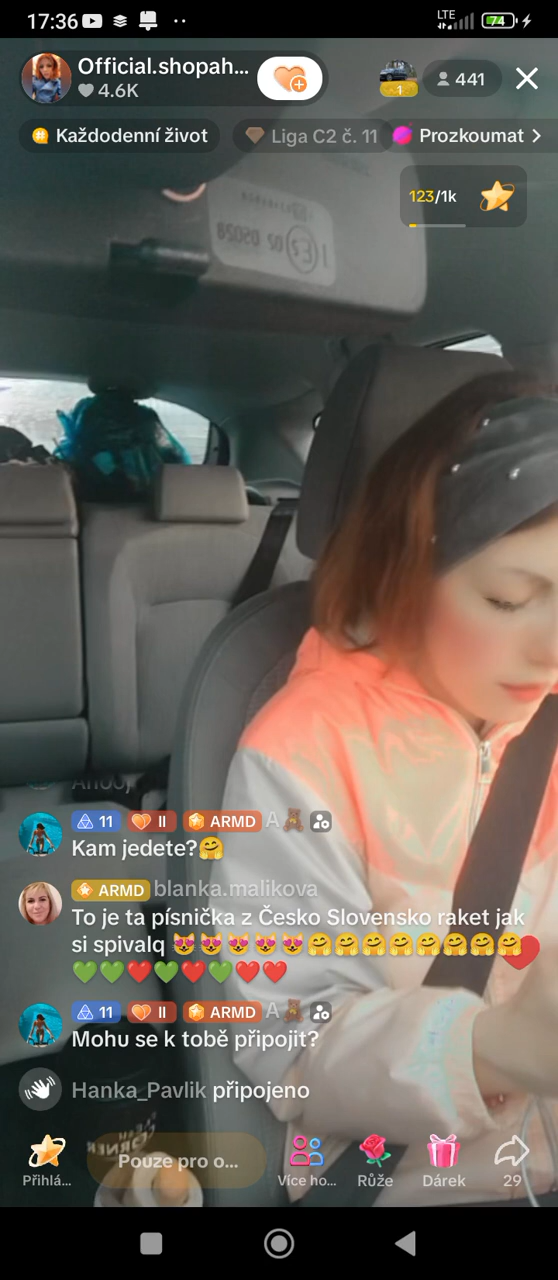 17:36
LTE
74
Official.shopah...
4.6K
1
441
Každodenní život
Liga C2 č. 11
Prozkoumat >
123/1k
11 II ARMD A
Kam jedete?🤗
ARMD blanka.malikova
To je ta písnička z Česko Slovensko raket jak
si spivalq 😻😻😻😻😻🤗🤗🤗🤗🤗🤗🤗🤗
💚💚❤️💚❤️💚❤️❤️
11 II ARMD A
Mohu se k tobě připojit?
Hanka_Pavlik připojeno
Přihlá...
Pouze pro o...
Více ho...
Růže
Dárek
29